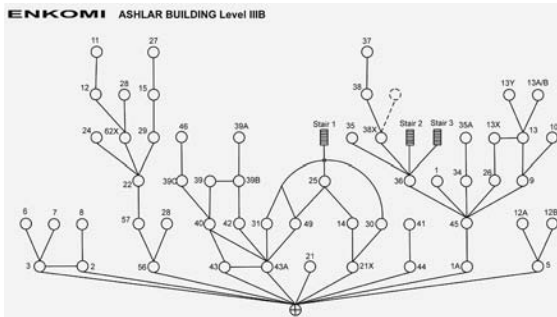 ENKOMI ASHLAR BUILDING Level IIIB
11 27 37
12 28 15 38 13Y 13A/B
24 62X 29 46 39A 35 38X Stair 1 Stair 2 Stair 3 35A 13X 13 10
22 39C 39 39B 25 36 1 34 26 9
6 7 8 57 28 40 42 31 49 14 30 41 45 12A 12B
3 2 56 43 43A 21 21X 44 1A 5